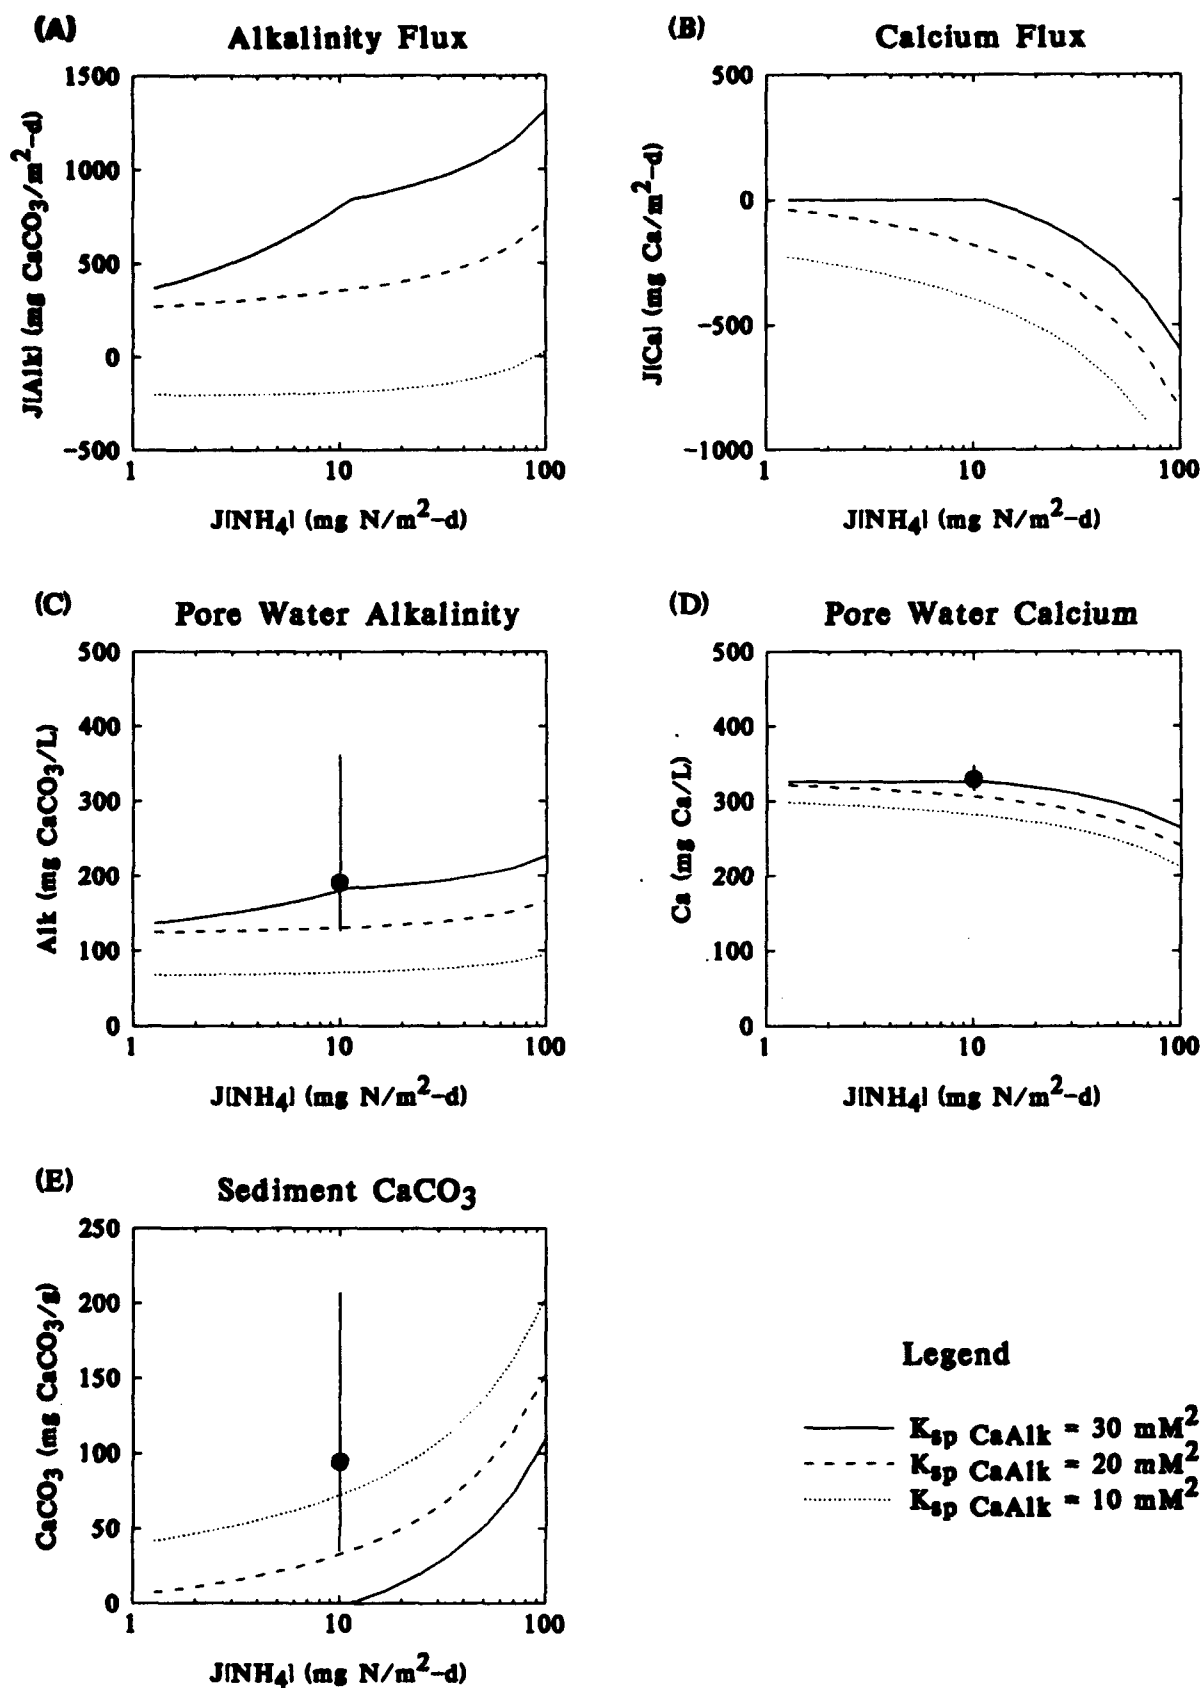 (A)
Alkalinity Flux
1500
1000
500
0
-500
1
10
100
J[Alk] (mg CaCO3/m2-d)
J[NH4] (mg N/m2-d)
(B)
Calcium Flux
500
0
-500
-1000
1
10
100
J[Ca] (mg Ca/m2-d)
J[NH4] (mg N/m2-d)
(C)
Pore Water Alkalinity
500
400
300
200
100
0
1
10
100
Alk (mg CaCO3/L)
J[NH4] (mg N/m2-d)
(D)
Pore Water Calcium
500
400
300
200
100
0
1
10
100
Ca (mg Ca/L)
J[NH4] (mg N/m2-d)
(E)
Sediment CaCO3
250
200
150
100
50
0
1
10
100
CaCO3 (mg CaCO3/g)
J[NH4] (mg N/m2-d)
Legend
Ksp CaAlk = 30 mM2
Ksp CaAlk = 20 mM2
Ksp CaAlk = 10 mM2